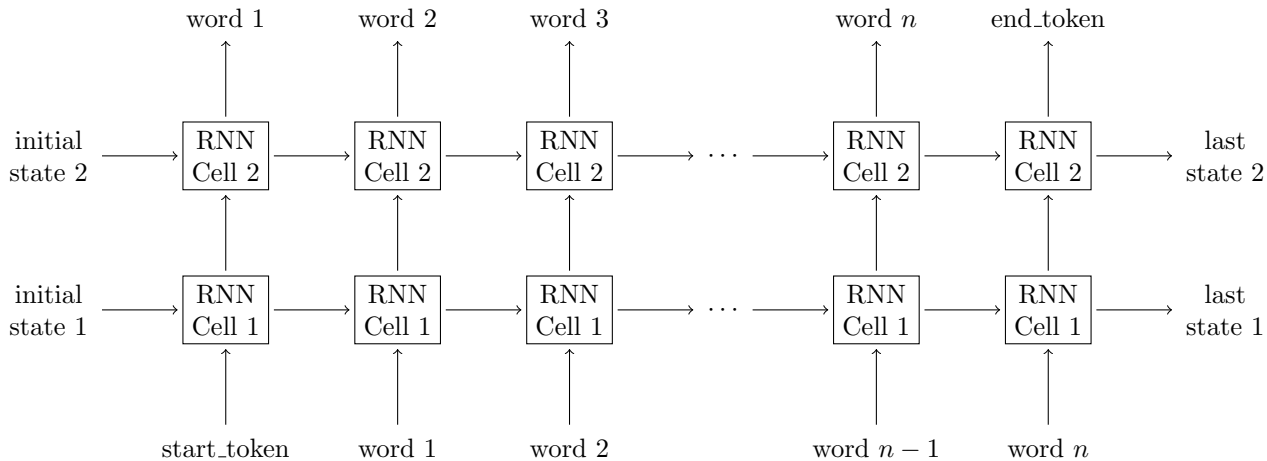 word 1 word 2 word 3 word n end_token
initial RNN RNN RNN RNN RNN last
state 2 Cell 2 Cell 2 Cell 2 · · · Cell 2 Cell 2 state 2
initial RNN RNN RNN RNN RNN last
state 1 Cell 1 Cell 1 Cell 1 · · · Cell 1 Cell 1 state 1
start_token word 1 word 2 word n − 1 word n